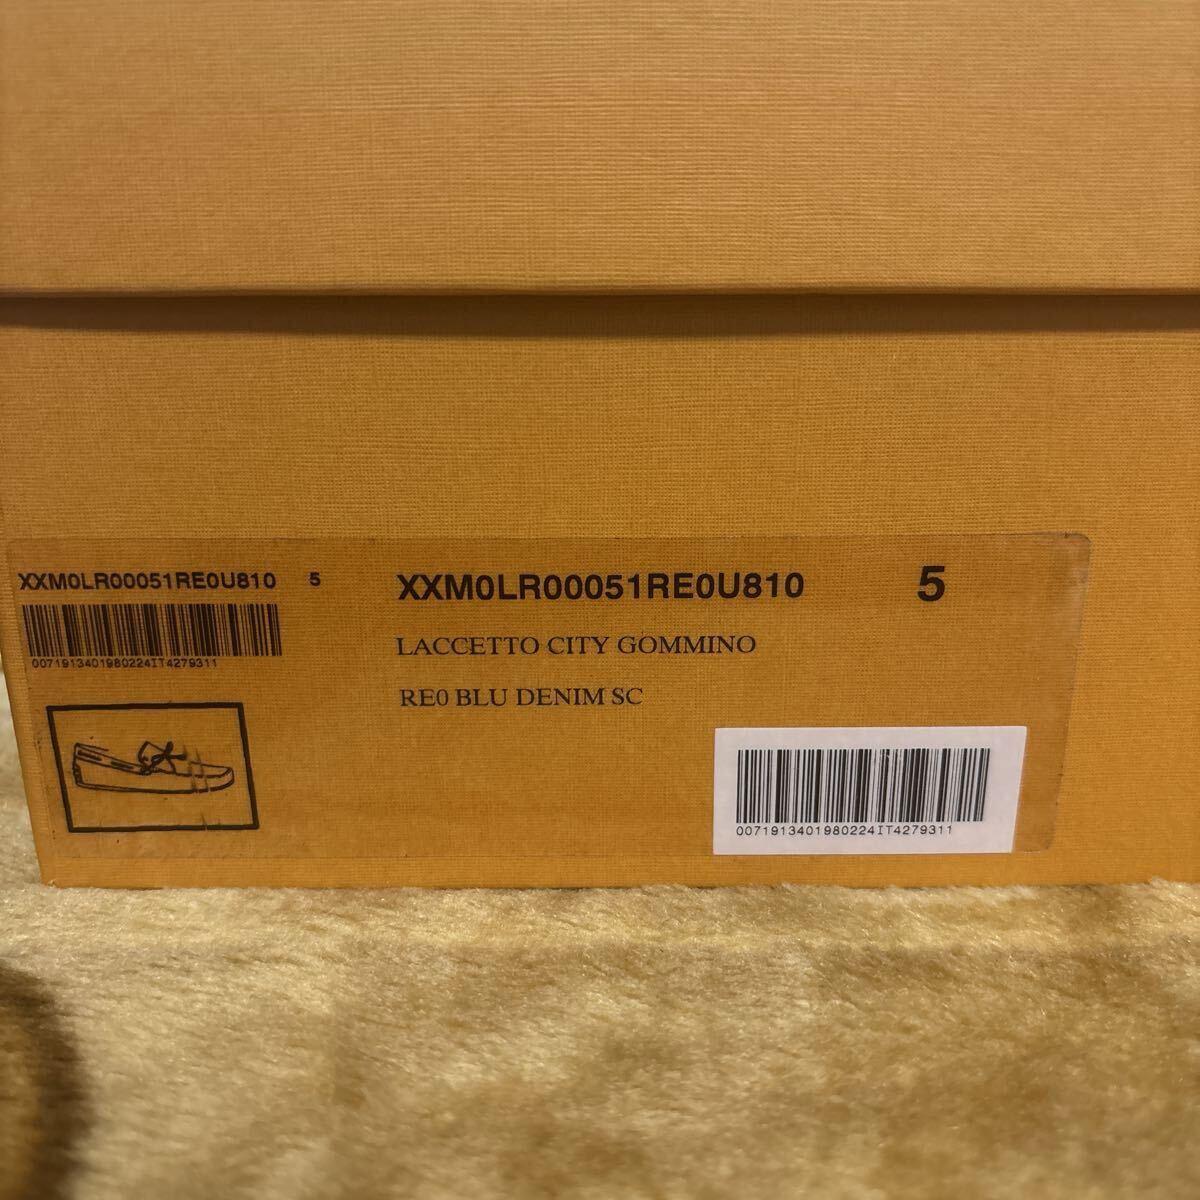 XXM0LR00051RE0U810 5
0071913401980224IT4279311
XXM0LR00051RE0U810 5
LACCETTO CITY GOMMINO
RE0 BLU DENIM SC
0071913401980224IT4279311